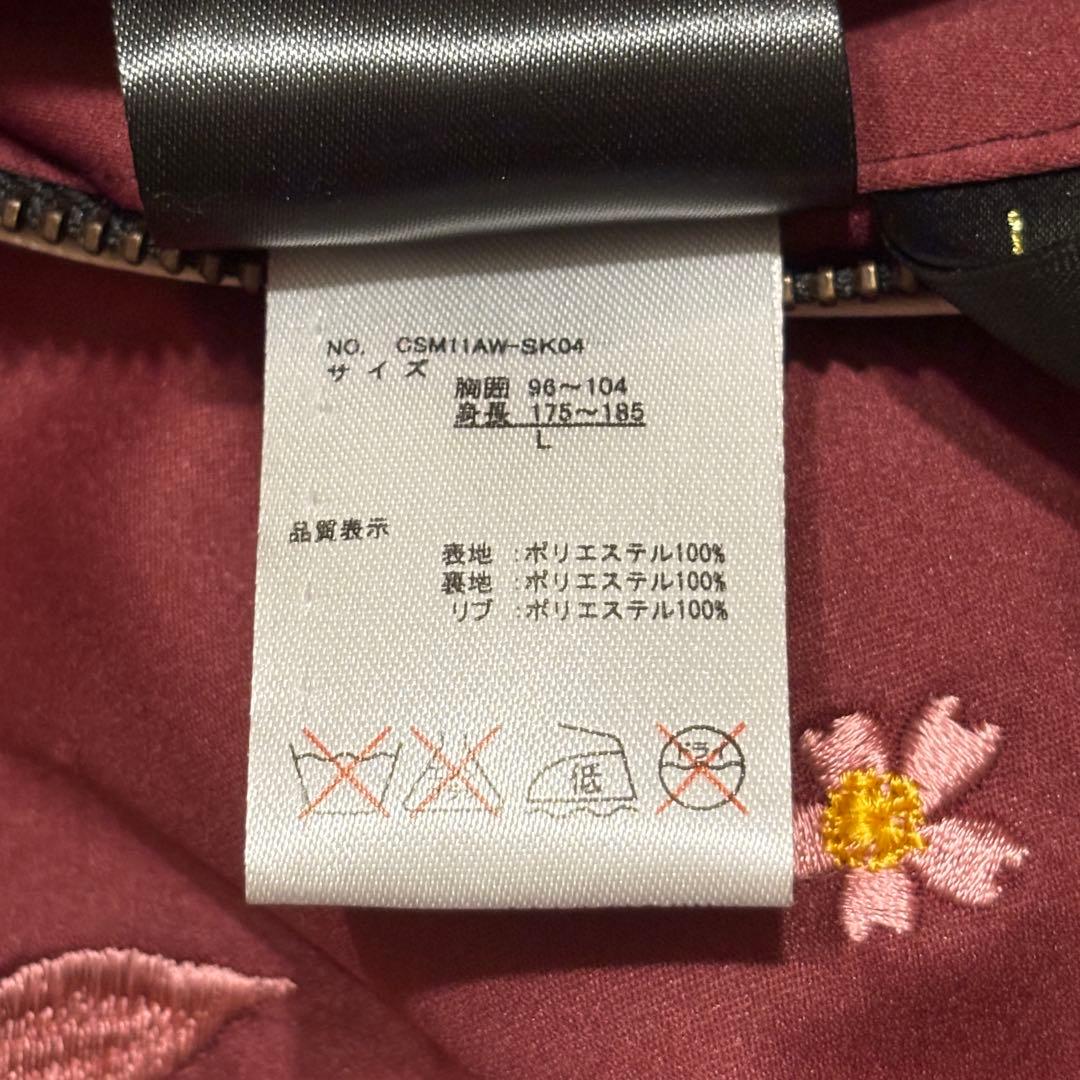 NO. CSM11AW-SK04
サイズ
胸囲 96～104
身長 175～185
L
品質表示
表地 :ポリエステル100%
裏地 :ポリエステル100%
リブ :ポリエステル100%
低
ドライ